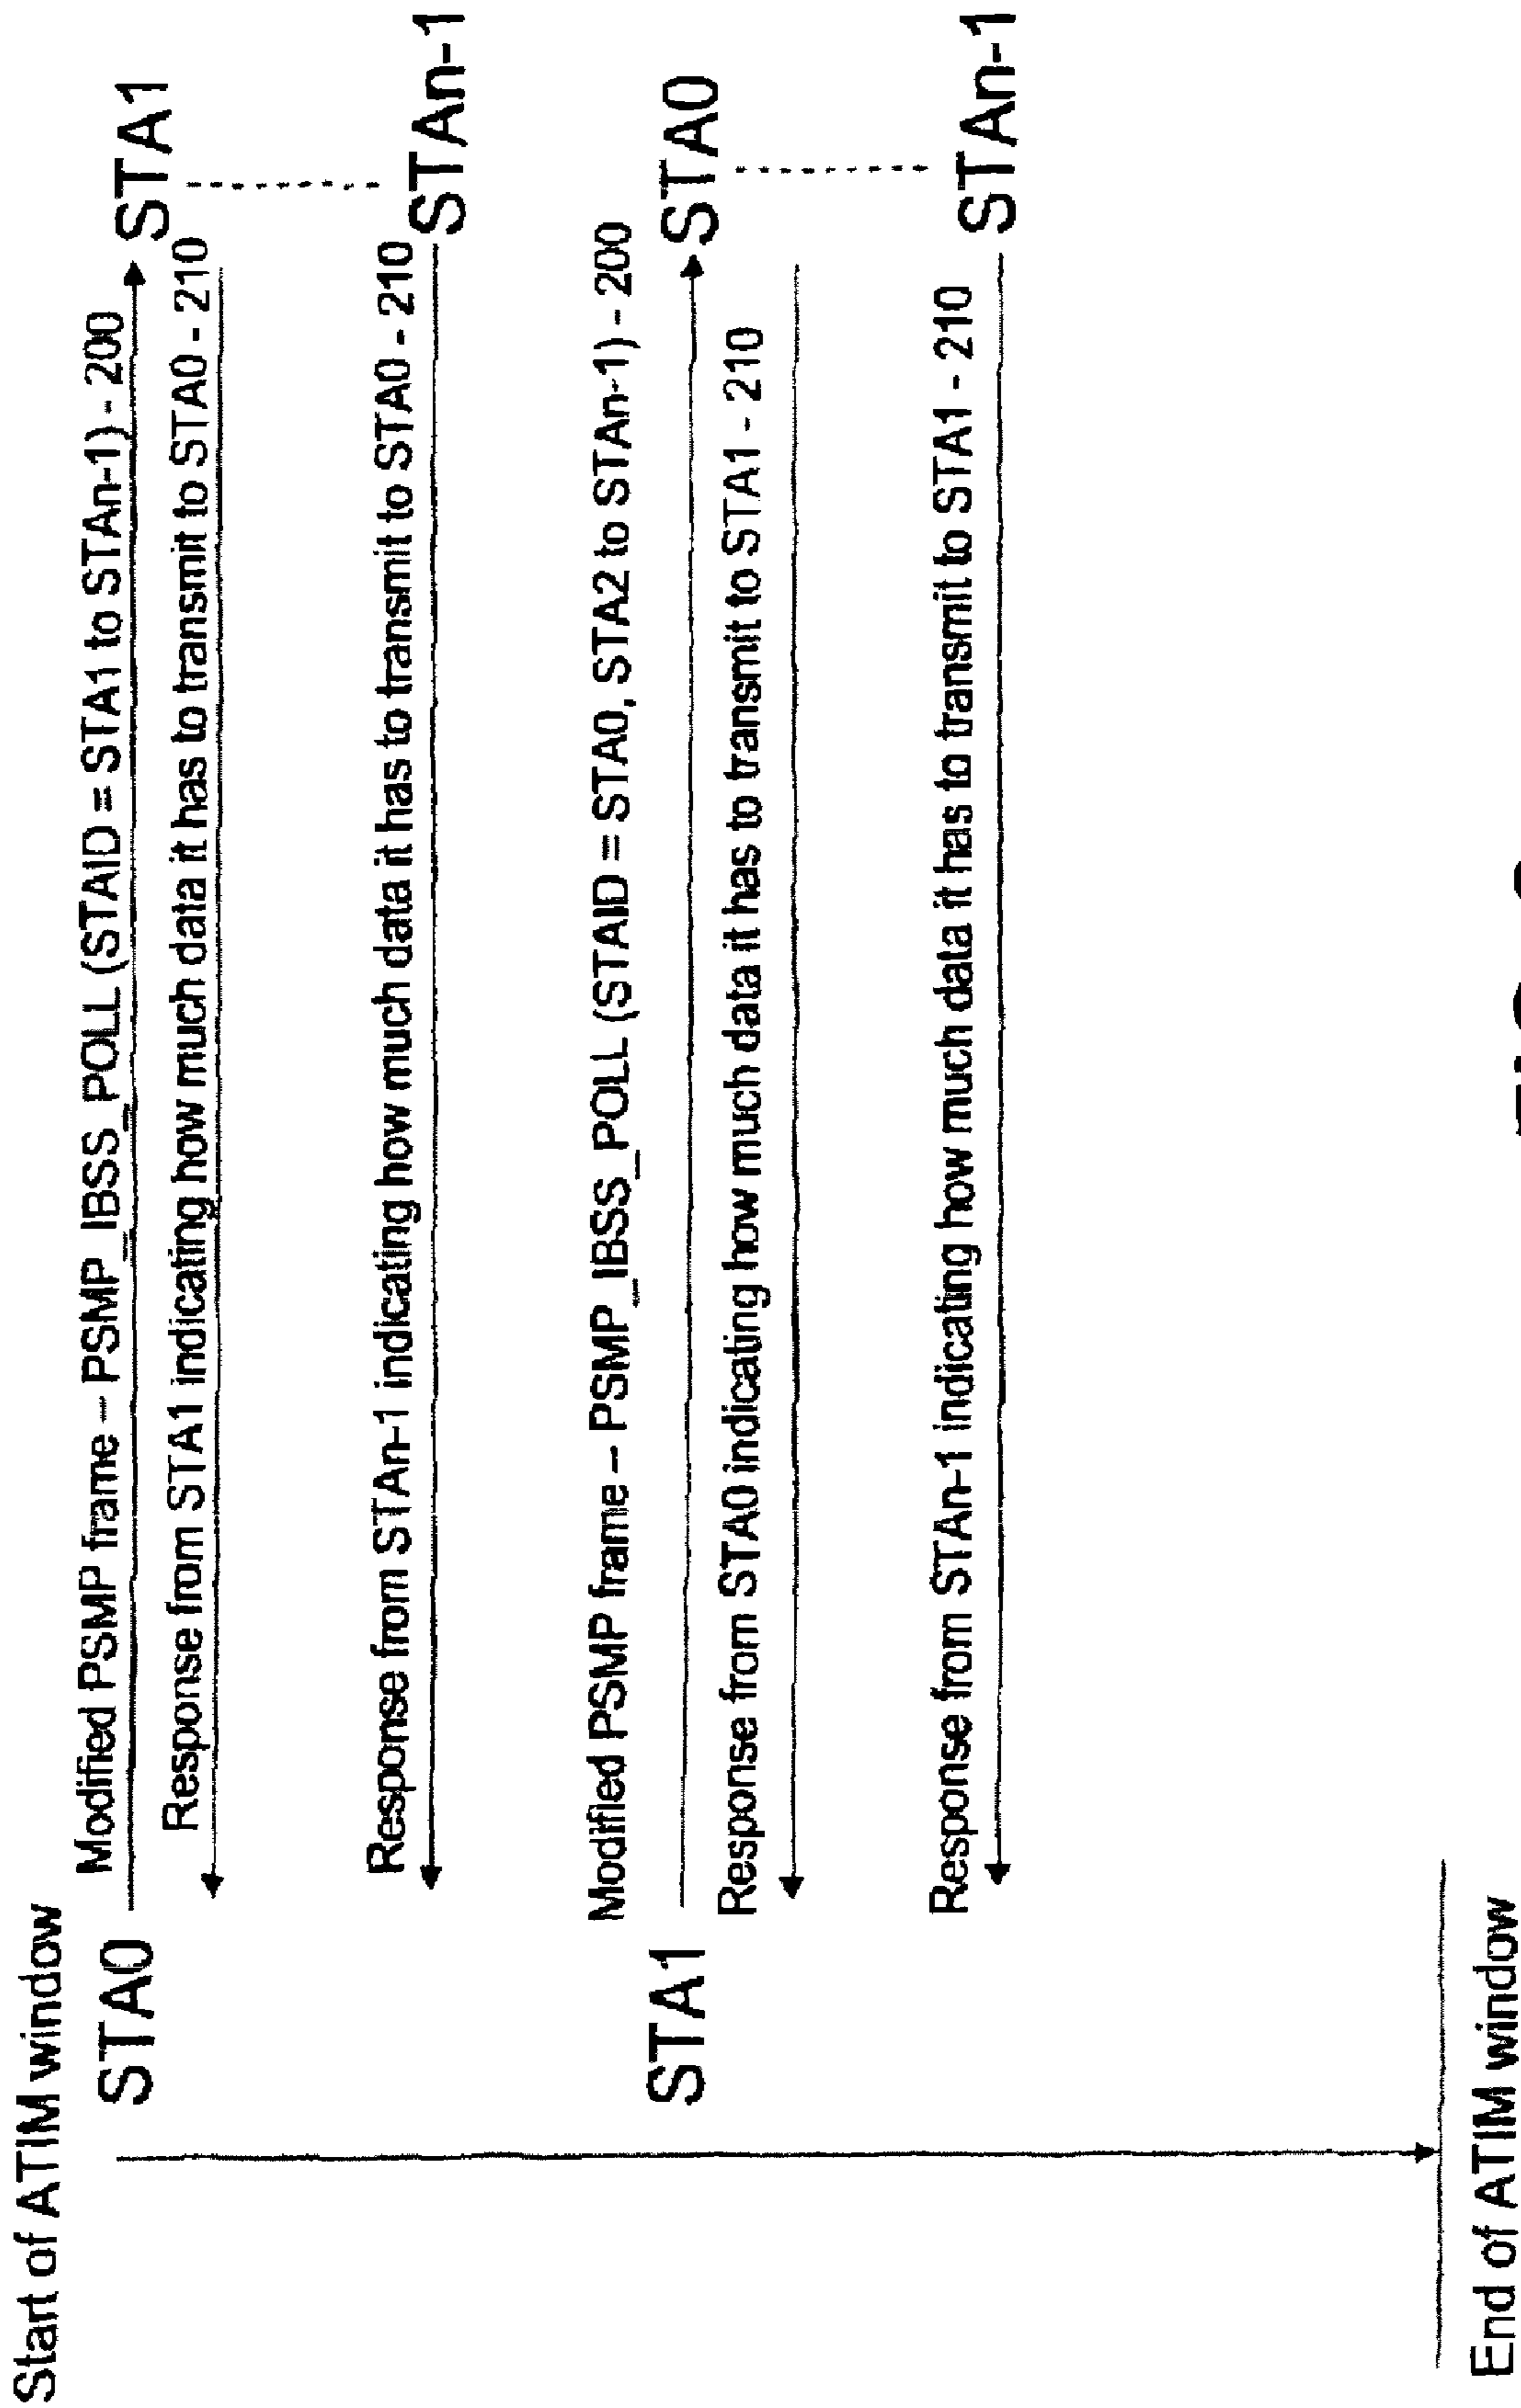 Start of ATIM window
STA0
Modified PSMP frame – PSMP_IBSS_POLL (STAID = STA1 to STAn-1) - 200
STA1
Response from STA1 indicating how much data it has to transmit to STA0 - 210
Response from STAn-1 indicating how much data it has to transmit to STA0 - 210
STAn-1
Modified PSMP frame – PSMP_IBSS_POLL (STAID = STA0, STA2 to STAn-1) - 200
STA1
STA0
Response from STA0 indicating how much data it has to transmit to STA1 - 210
Response from STAn-1 indicating how much data it has to transmit to STA1 - 210
STAn-1
End of ATIM window